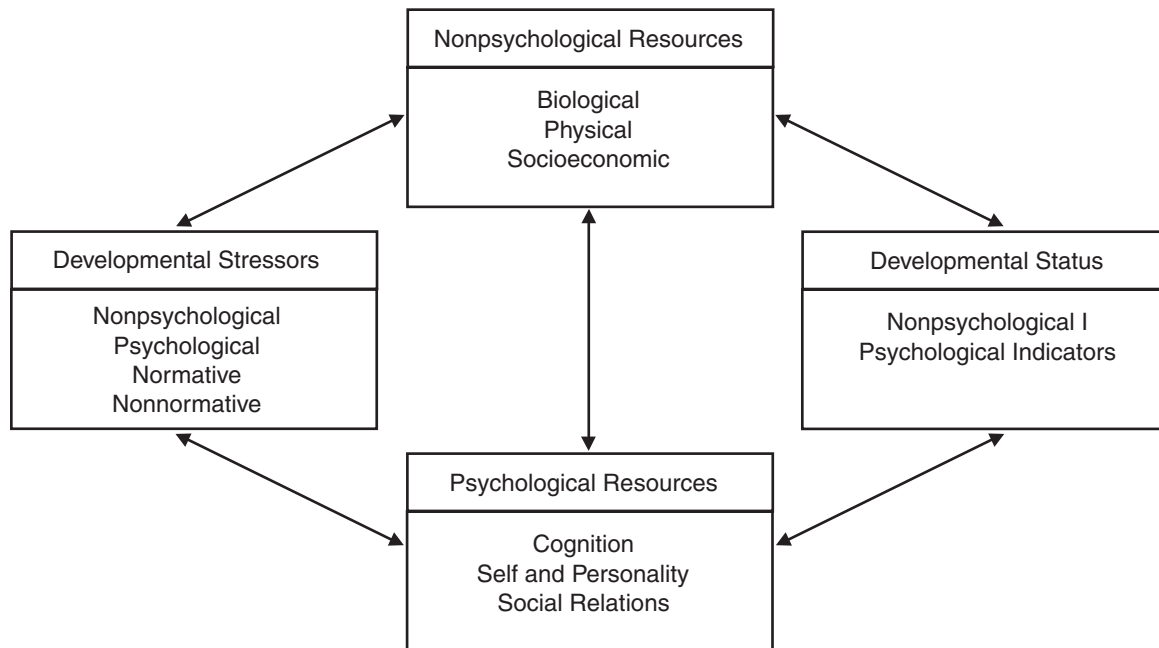 Nonpsychological Resources
Biological
Physical
Socioeconomic
Developmental Stressors
Nonpsychological
Psychological
Normative
Nonnormative
Developmental Status
Nonpsychological I
Psychological Indicators
Psychological Resources
Cognition
Self and Personality
Social Relations